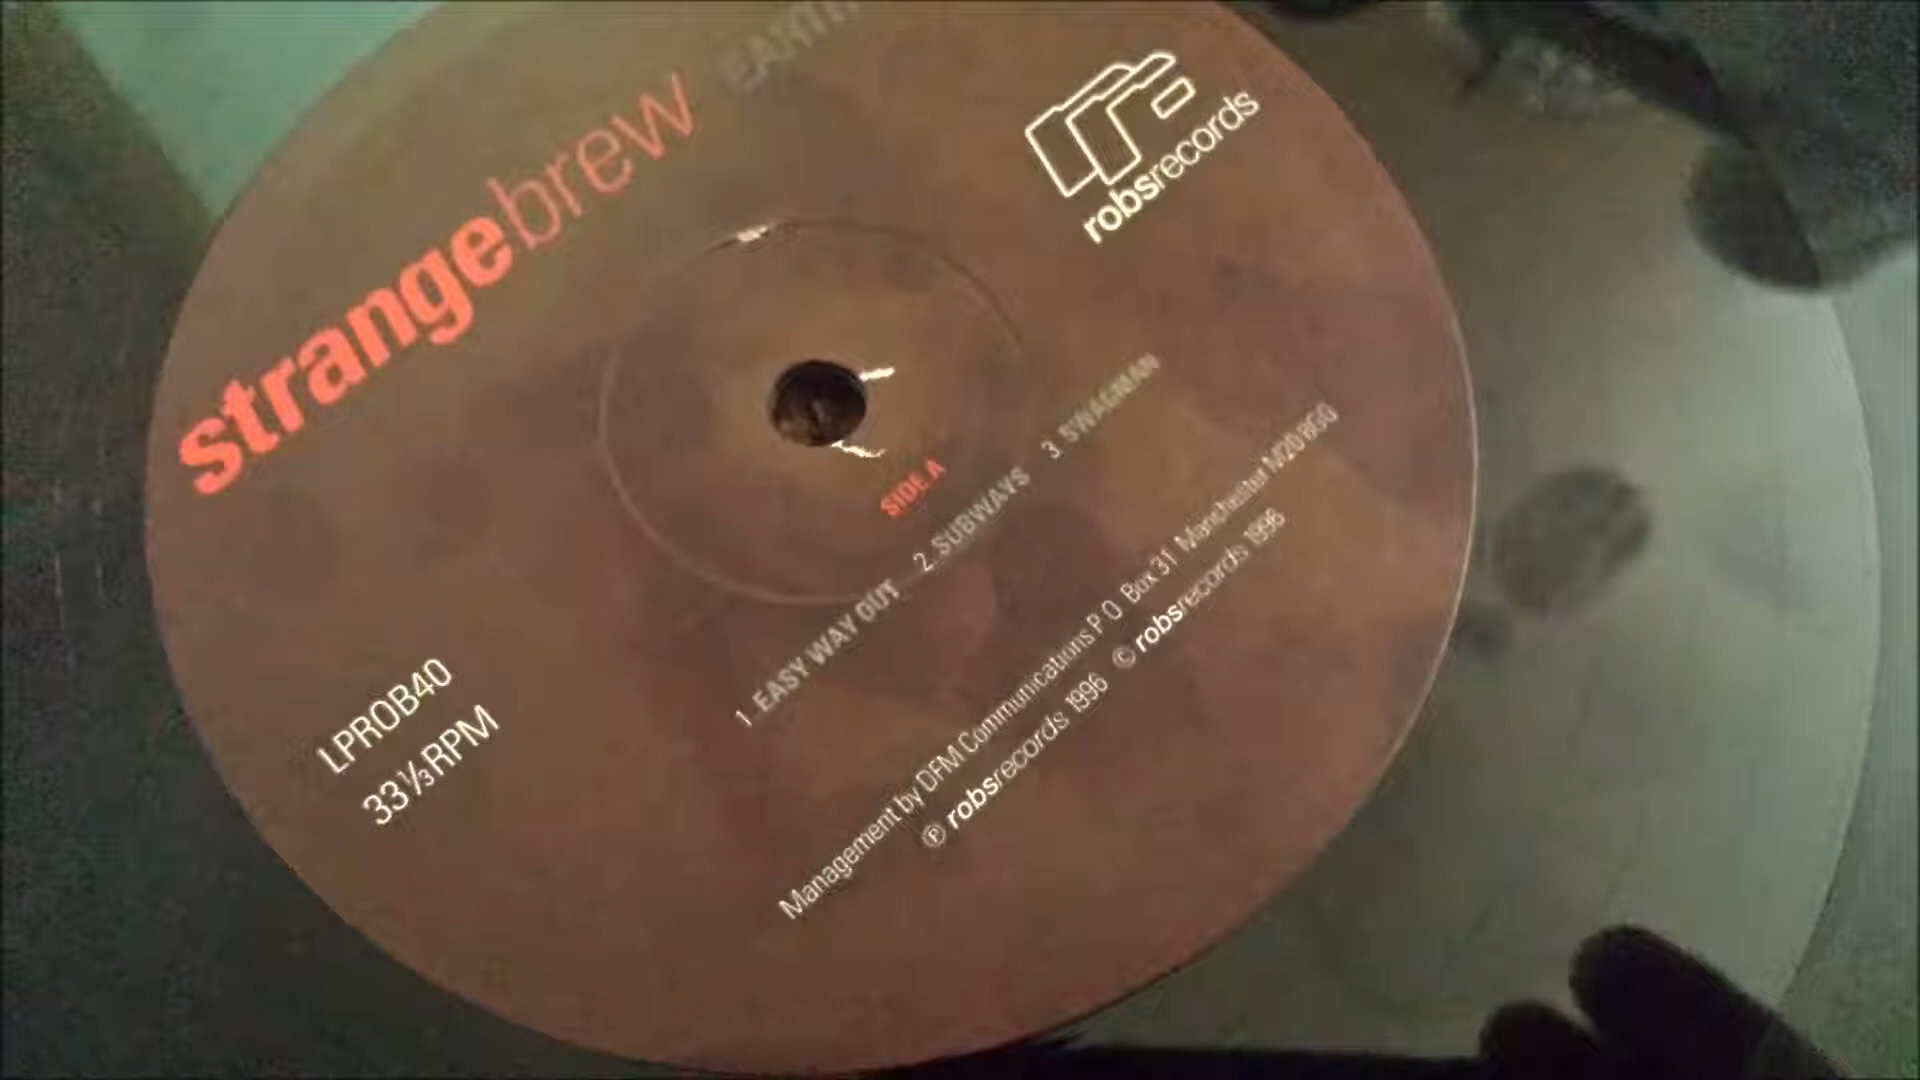 strangebrew
robsrecords
SIDE A
1. EASY WAY OUT 2. SUBWAYS 3. SWAGMAN
LPROB40
33⅓RPM
Management by DFM Communications P.O. Box 31 Manchester M20
℗ robsrecords 1996 © robsrecords 1996